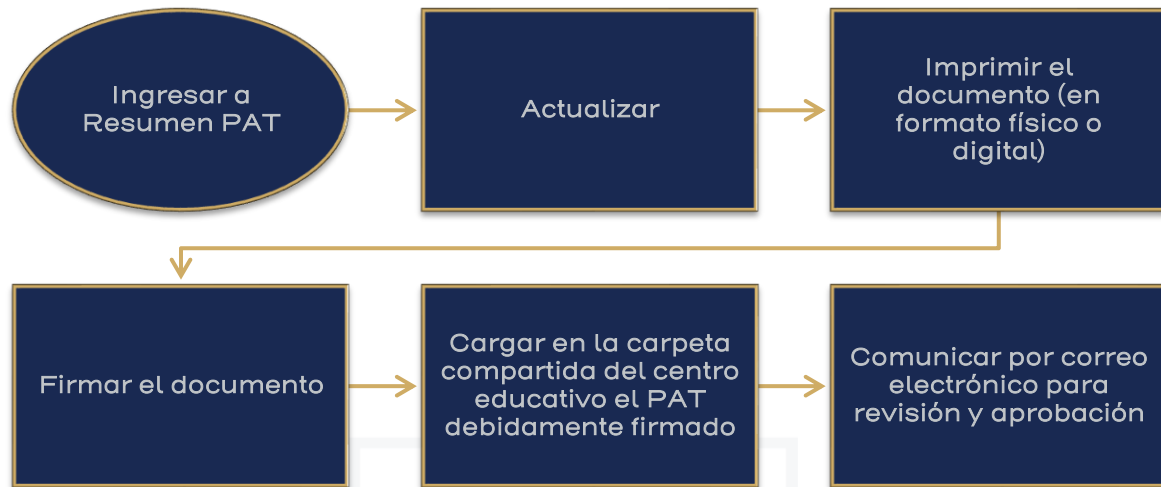 Ingresar a
Resumen PAT
Actualizar
Imprimir el
documento (en
formato físico o
digital)
Firmar el documento
Cargar en la carpeta
compartida del centro
educativo el PAT
debidamente firmado
Comunicar por correo
electrónico para
revisión y aprobación